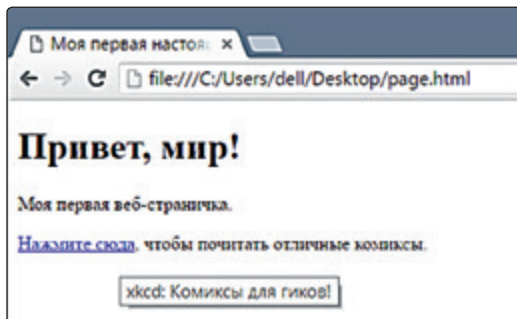 Моя первая настоя
file:///C:/Users/dell/Desktop/page.html
Привет, мир!
Моя первая веб-страничка.
Нажмите сюда, чтобы почитать отличные комиксы.
xkcd: Комиксы для гиков!